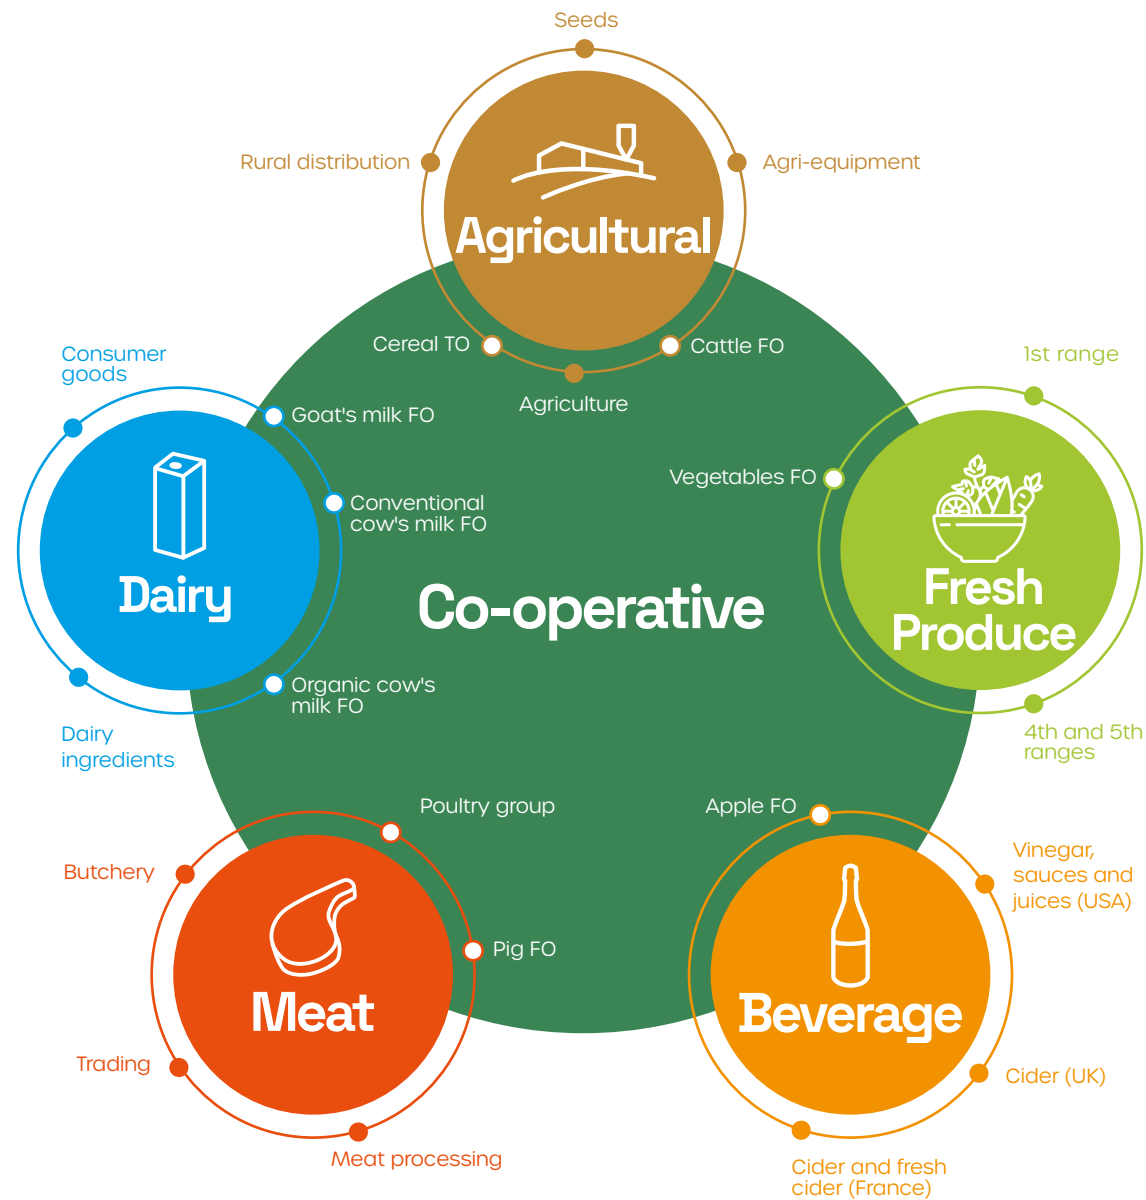 Seeds
Rural distribution
Agri-equipment
Agricultural
Cereal TO
Cattle FO
Agriculture
Consumer
goods
Goat's milk FO
Conventional
cow's milk FO
Dairy
Organic cow's
milk FO
Dairy
ingredients
Co-operative
1st range
Vegetables FO
Fresh
Produce
4th and 5th
ranges
Poultry group
Butchery
Pig FO
Meat
Trading
Meat processing
Apple FO
Vinegar,
sauces and
juices (USA)
Beverage
Cider (UK)
Cider and fresh
cider (France)